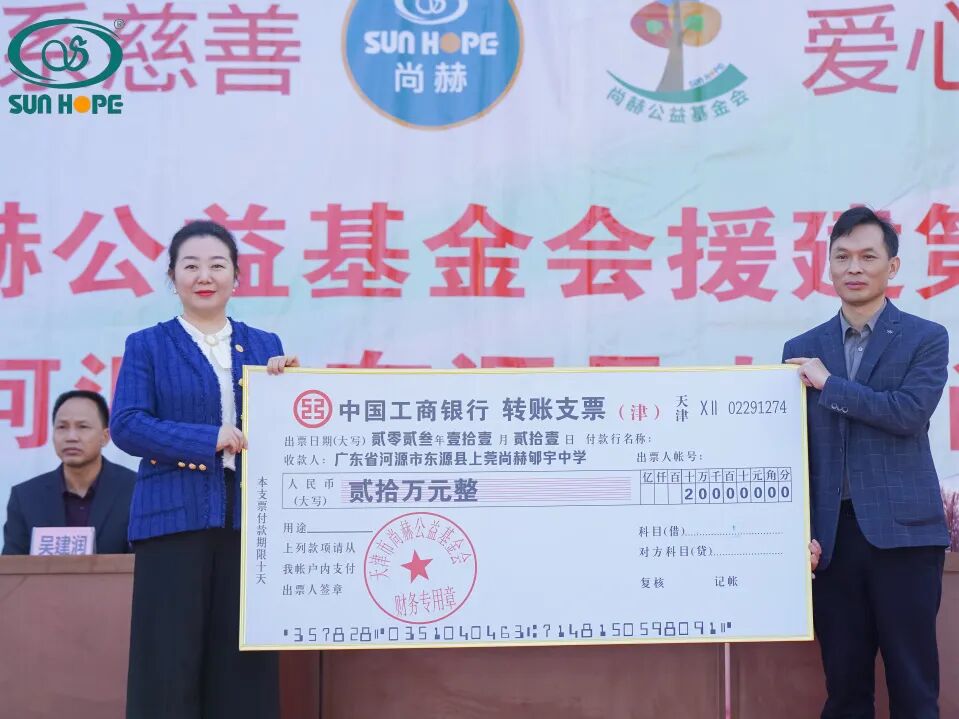 SUN HOPE
慈善
SUN HOPE
尚赫
SUN HOPE
尚赫公益基金会
爱心
赫公益基金会援建第
吴建润
中国工商银行 转账支票（津） 天津 XII 02291274
出票日期(大写) 贰零贰叁年壹拾壹月贰拾壹日 付款行名称：
收款人：广东省河源市东源县上莞尚赫郇宇中学 出票人帐号：
人民币(大写) 贰拾万元整 亿仟百十万千百十元角分
20000000
用途
上列款项请从
我帐户内支付
出票人签章
科目(借)
对方科目(贷)
复核 记帐
本支票付款期限十天
天津市尚赫公益基金会
财务专用章
357828 0351040463 7148150598091